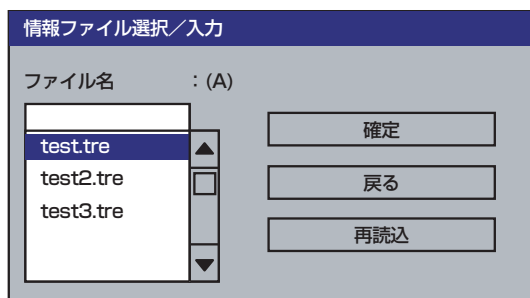 情報ファイル選択／入力
ファイル名 : (A)
確定
test.tre
test2.tre
戻る
test3.tre
再読込